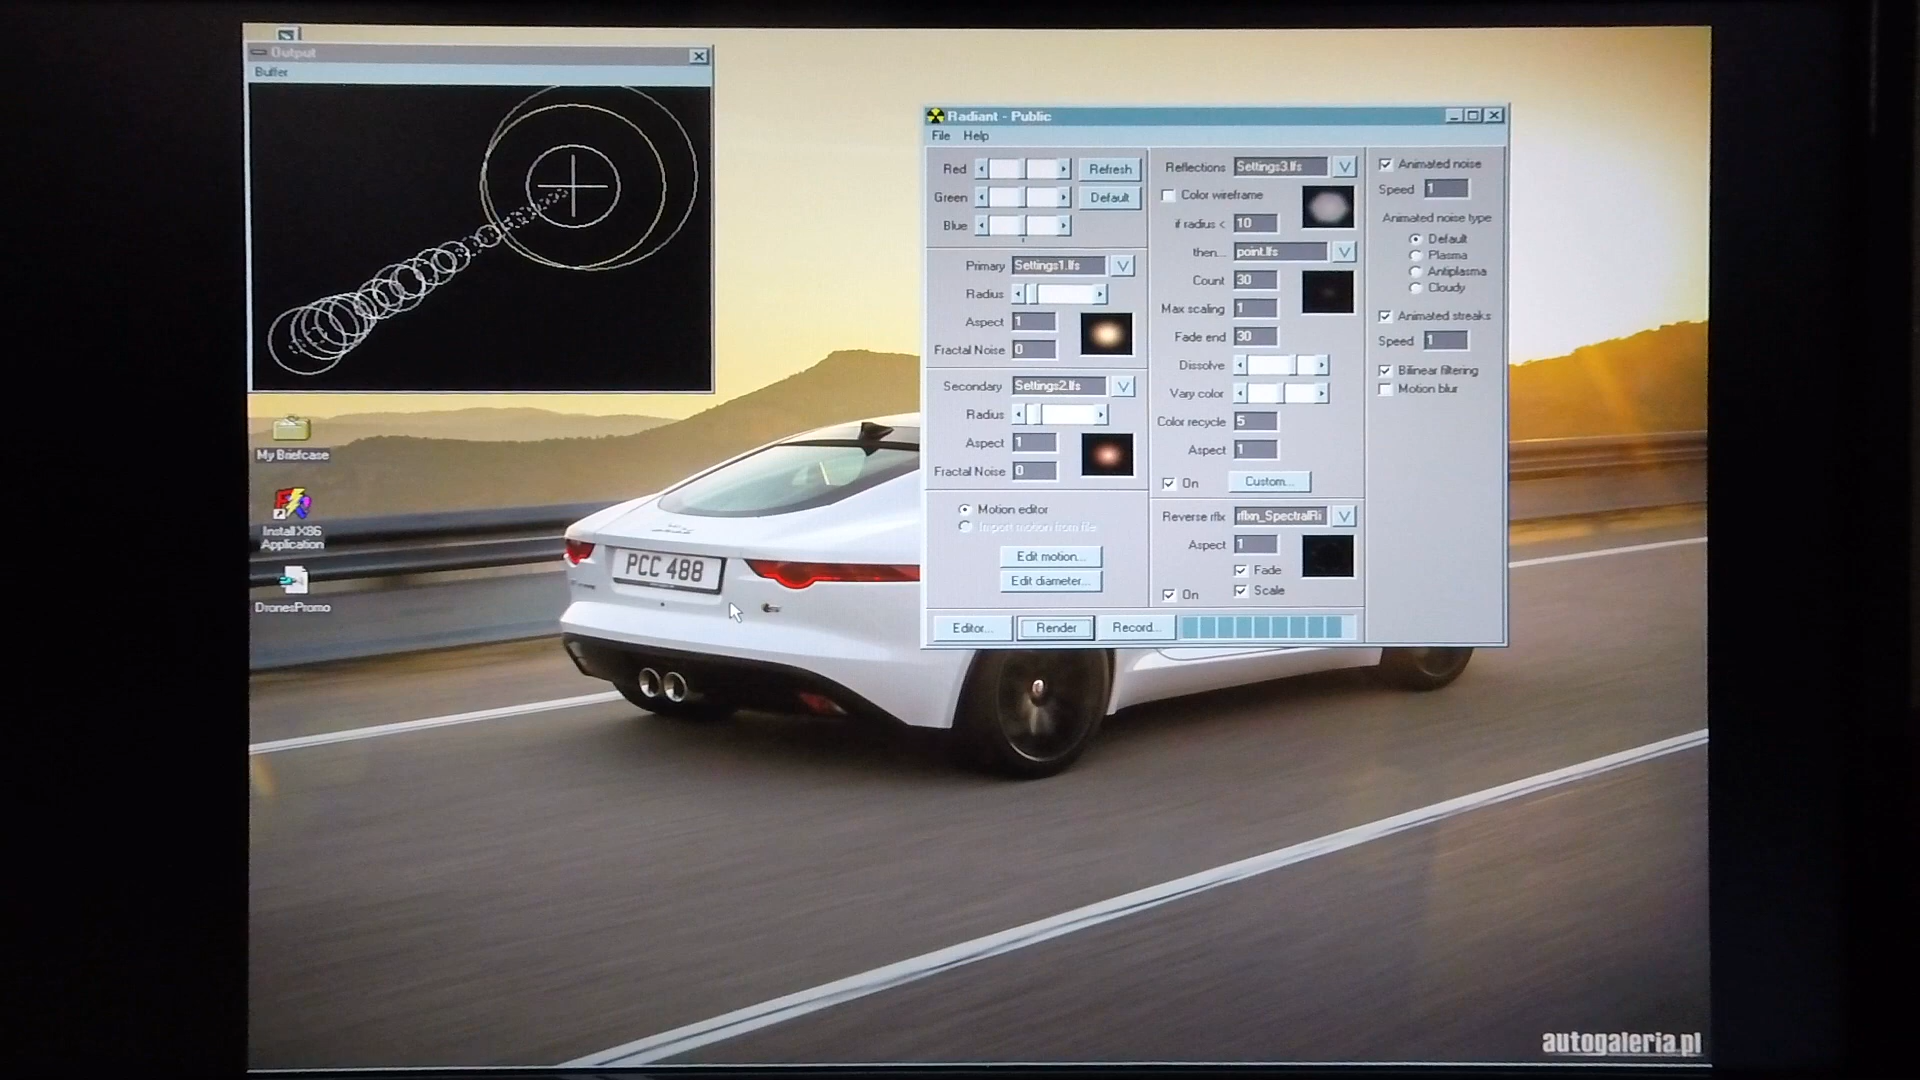 Output
Buffer
My Briefcase
Install X86
Application
DronesPromo
PCC 488
Radiant - Public
File Help
Red
Refresh
Green
Default
Blue
Primary Settings1.lfs V
Radius
Aspect 1
Fractal Noise 0
Secondary Settings2.lfs V
Radius
Aspect 1
Fractal Noise 0
Motion editor
Import motion from file
Edit motion...
Edit diameter...
Reflections Settings3.lfs V
Color wireframe
if radius < 10
then... point.lfs V
Count 30
Max scaling 1
Fade end 30
Dissolve
Vary color
Color recycle 5
Aspect 1
On Custom...
Reverse rflx rflxn_SpectralRi V
Aspect 1
Fade
On Scale
Animated noise
Speed 1
Animated noise type
Default
Plasma
Antiplasma
Cloudy
Animated streaks
Speed 1
Bilinear filtering
Motion blur
Editor... Render Record...
autogaleria.pl